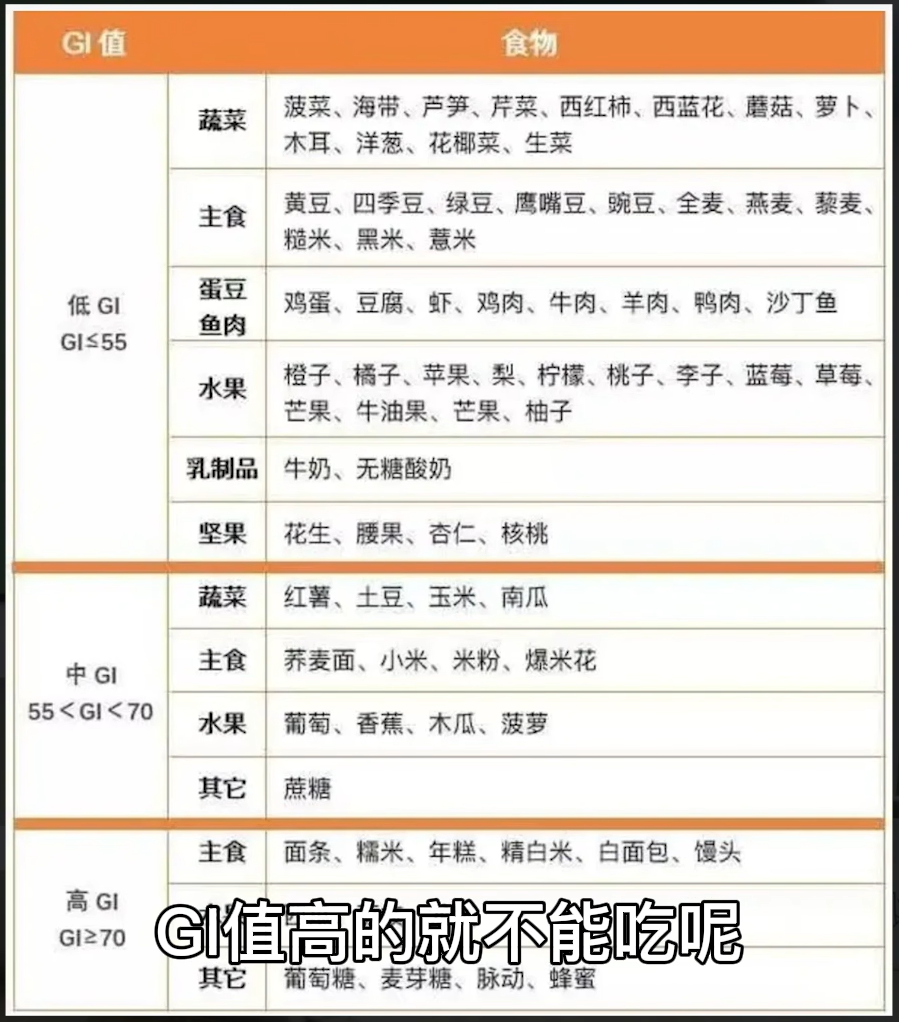 GI 值 食物
低 GI
GI≤55
蔬菜
菠菜、海带、芦笋、芹菜、西红柿、西蓝花、蘑菇、萝卜、
木耳、洋葱、花椰菜、生菜
主食
黄豆、四季豆、绿豆、鹰嘴豆、豌豆、全麦、燕麦、藜麦、
糙米、黑米、薏米
蛋豆
鱼肉
鸡蛋、豆腐、虾、鸡肉、牛肉、羊肉、鸭肉、沙丁鱼
水果
橙子、橘子、苹果、梨、柠檬、桃子、李子、蓝莓、草莓、
芒果、牛油果、芒果、柚子
乳制品
牛奶、无糖酸奶
坚果
花生、腰果、杏仁、核桃
中 GI
55<GI<70
蔬菜
红薯、土豆、玉米、南瓜
主食
荞麦面、小米、米粉、爆米花
水果
葡萄、香蕉、木瓜、菠萝
其它
蔗糖
高 GI
GI≥70
主食
面条、糯米、年糕、精白米、白面包、馒头
GI值高的就不能吃呢
其它
葡萄糖、麦芽糖、脉动、蜂蜜